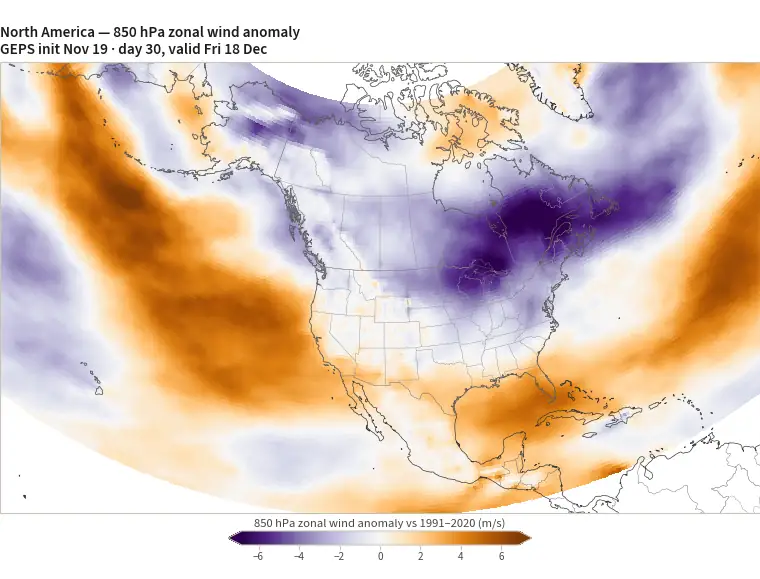 North America — 850 hPa zonal wind anomaly
GEPS init Nov 19 · day 30, valid Fri 18 Dec
850 hPa zonal wind anomaly vs 1991–2020 (m/s)
−6 −4 −2 0 2 4 6